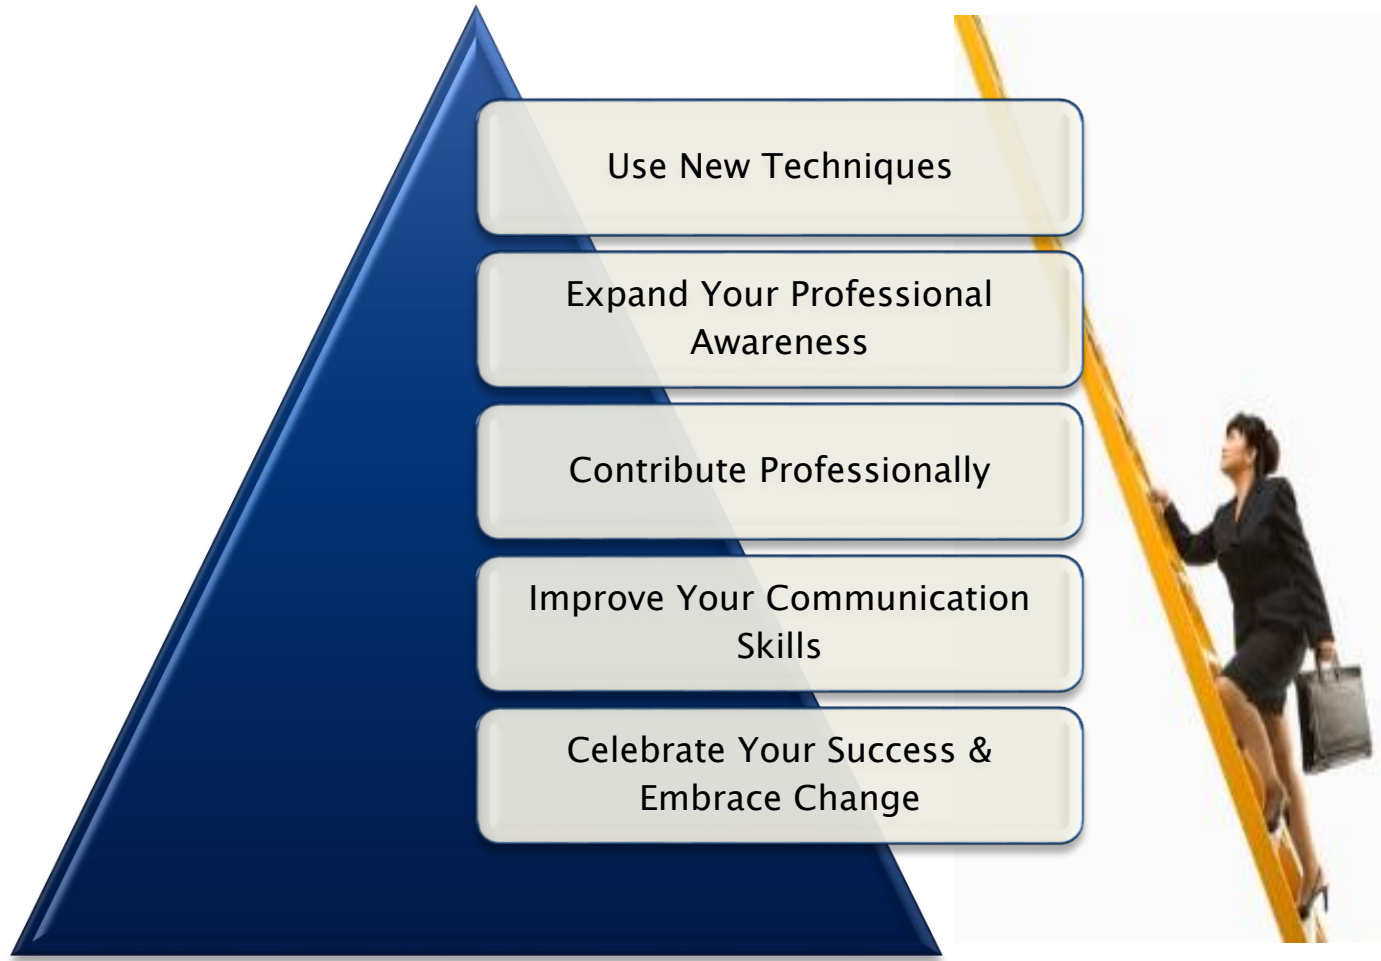 Use New Techniques
Expand Your Professional
Awareness
Contribute Professionally
Improve Your Communication
Skills
Celebrate Your Success &
Embrace Change